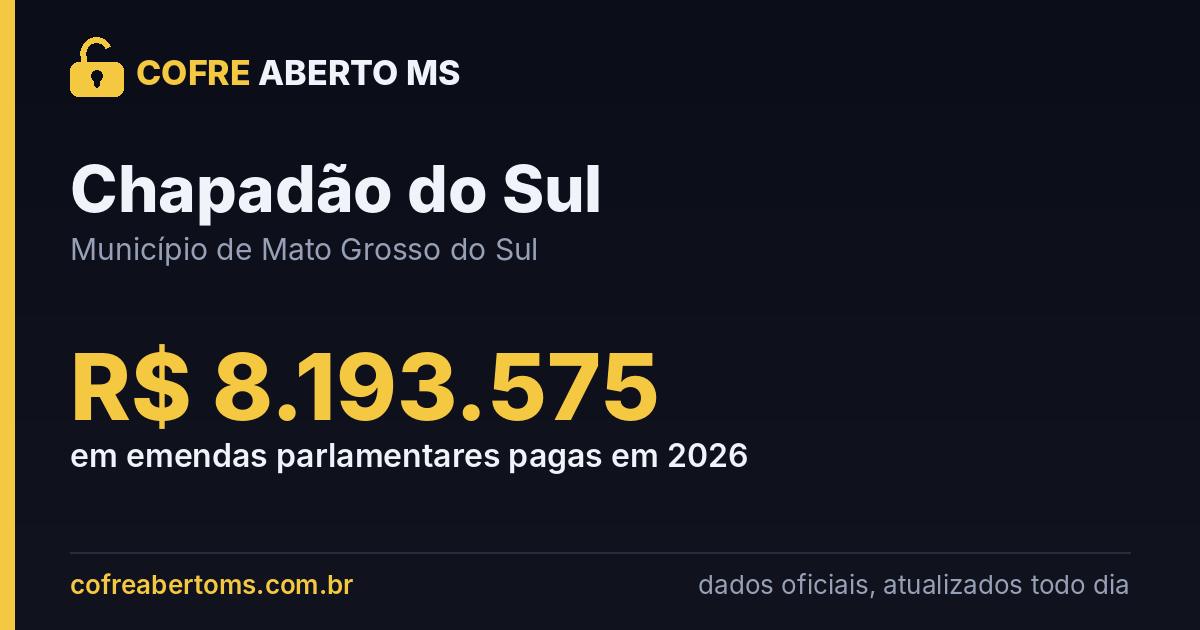 COFRE ABERTO MS
Chapadão do Sul
Município de Mato Grosso do Sul
R$ 8.193.575
em emendas parlamentares pagas em 2026
cofreabertoms.com.br
dados oficiais, atualizados todo dia